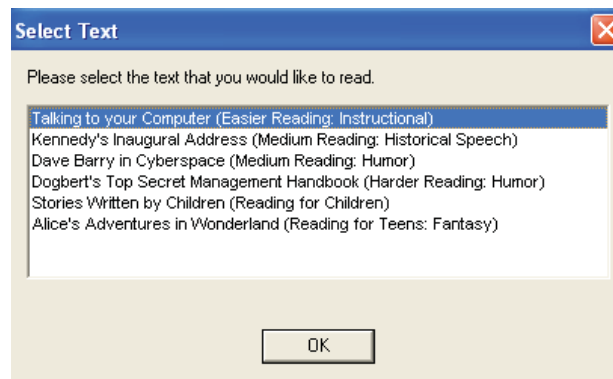 Select Text
Please select the text that you would like to read.
Talking to your Computer (Easier Reading: Instructional)
Kennedy's Inaugural Address (Medium Reading: Historical Speech)
Dave Barry in Cyberspace (Medium Reading: Humor)
Dogbert's Top Secret Management Handbook (Harder Reading: Humor)
Stories Written by Children (Reading for Children)
Alice's Adventures in Wonderland (Reading for Teens: Fantasy)
OK